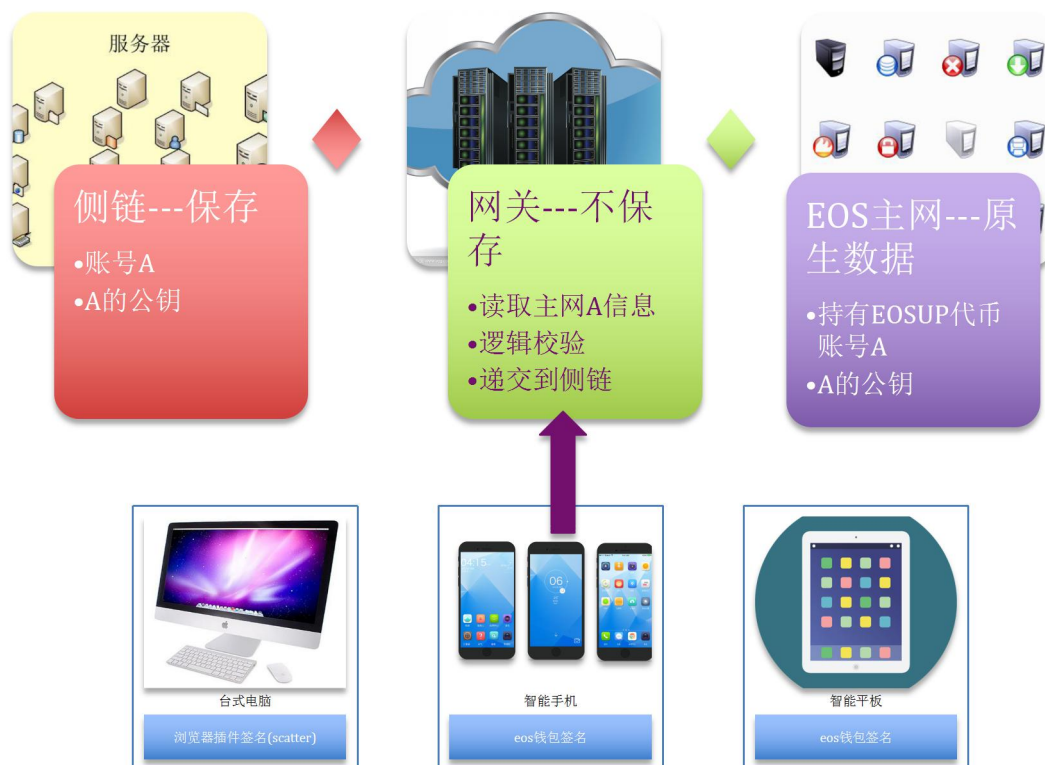 服务器
侧链---保存
•账号A
•A的公钥
网关---不保
存
•读取主网A信息
•逻辑校验
•递交到侧链
EOS主网---原
生数据
•持有EOSUP代币
账号A
•A的公钥
台式电脑
浏览器插件签名(scatter)
智能手机
eos钱包签名
智能平板
eos钱包签名